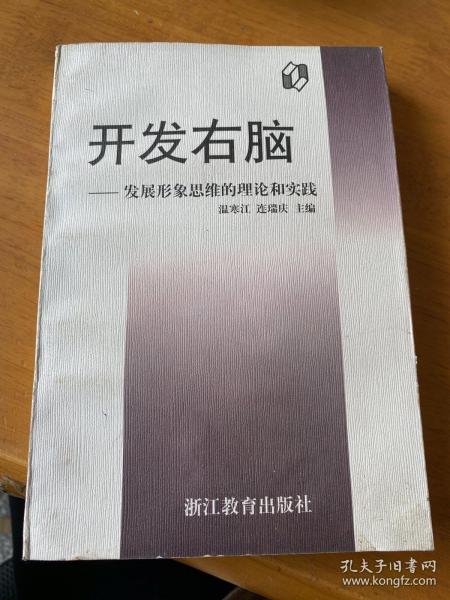 开发右脑
——发展形象思维的理论和实践
温寒江 连瑞庆 主编
浙江教育出版社
孔夫子旧书网
www.kongfz.com